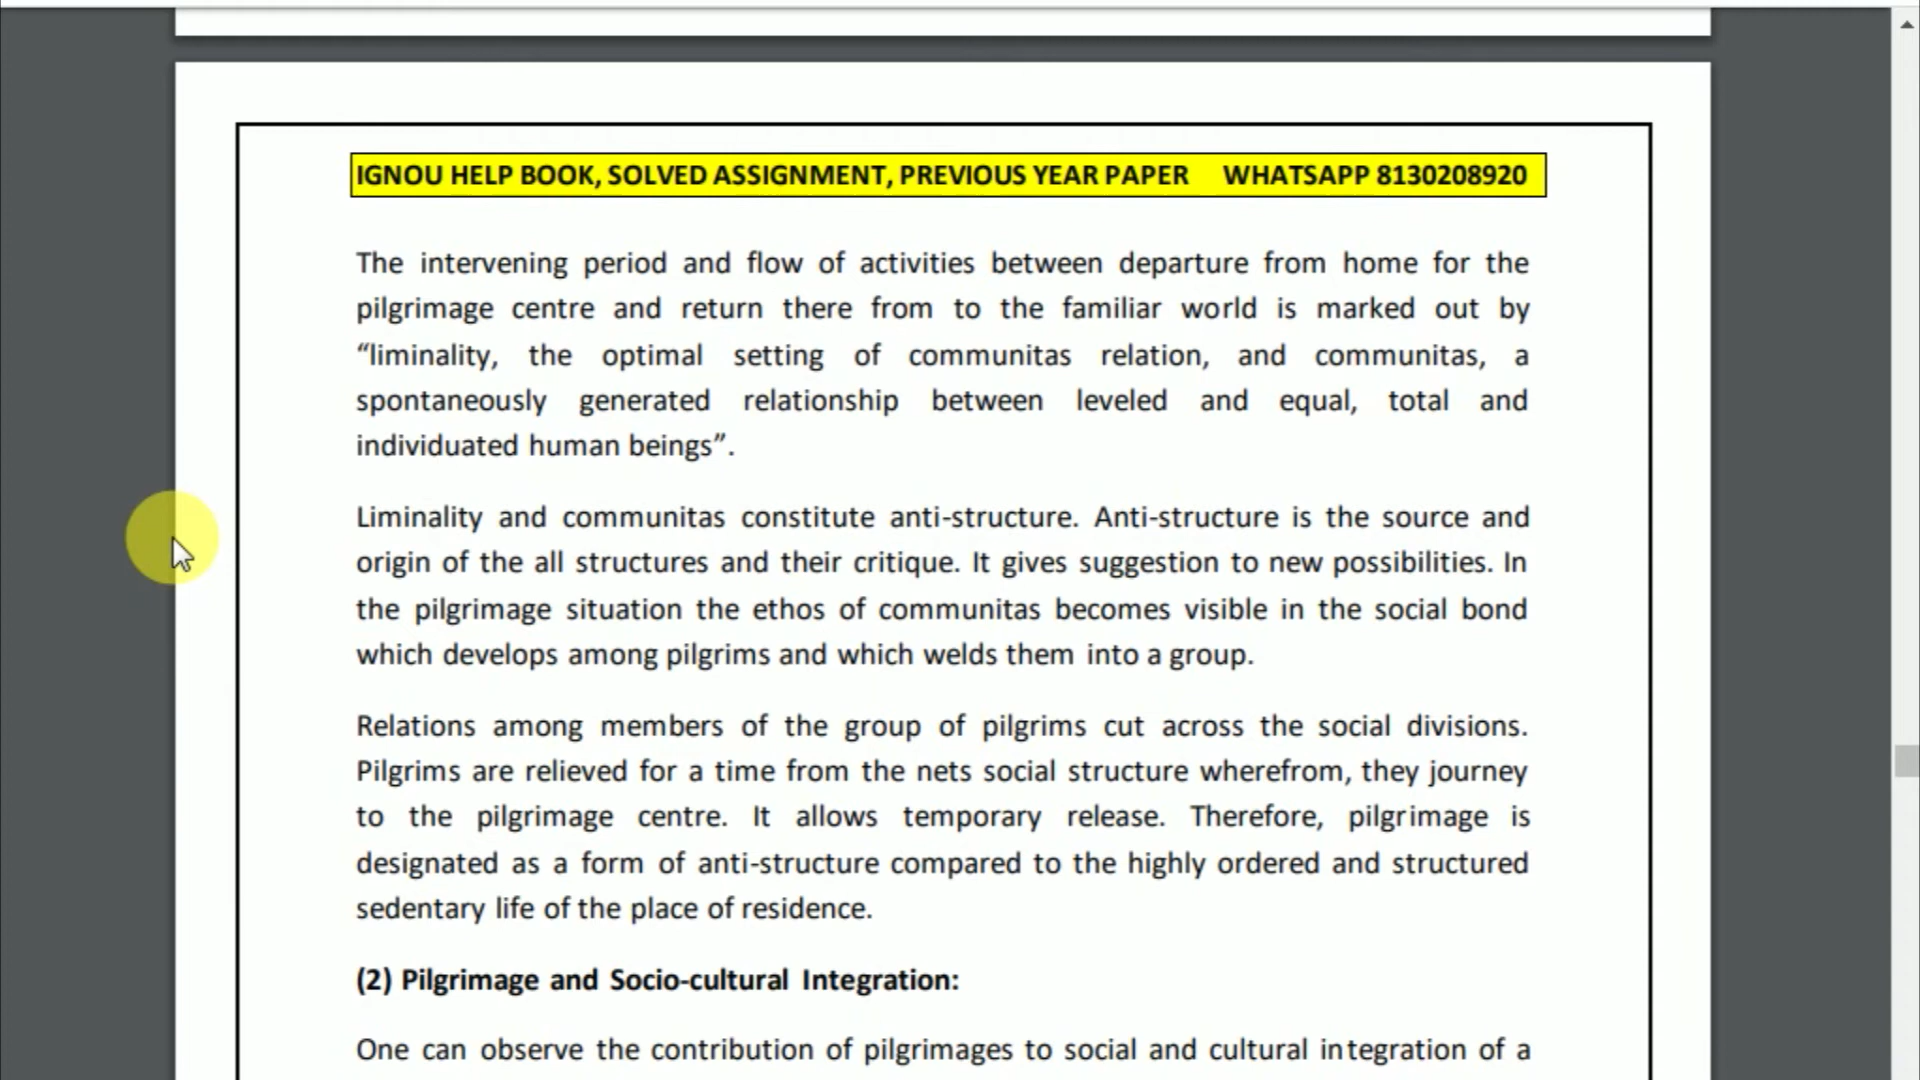 IGNOU HELP BOOK, SOLVED ASSIGNMENT, PREVIOUS YEAR PAPER WHATSAPP 8130208920
The intervening period and flow of activities between departure from home for the
pilgrimage centre and return there from to the familiar world is marked out by
“liminality, the optimal setting of communitas relation, and communitas, a
spontaneously generated relationship between leveled and equal, total and
individuated human beings”.
Liminality and communitas constitute anti-structure. Anti-structure is the source and
origin of the all structures and their critique. It gives suggestion to new possibilities. In
the pilgrimage situation the ethos of communitas becomes visible in the social bond
which develops among pilgrims and which welds them into a group.
Relations among members of the group of pilgrims cut across the social divisions.
Pilgrims are relieved for a time from the nets social structure wherefrom, they journey
to the pilgrimage centre. It allows temporary release. Therefore, pilgrimage is
designated as a form of anti-structure compared to the highly ordered and structured
sedentary life of the place of residence.
(2) Pilgrimage and Socio-cultural Integration:
One can observe the contribution of pilgrimages to social and cultural integration of a